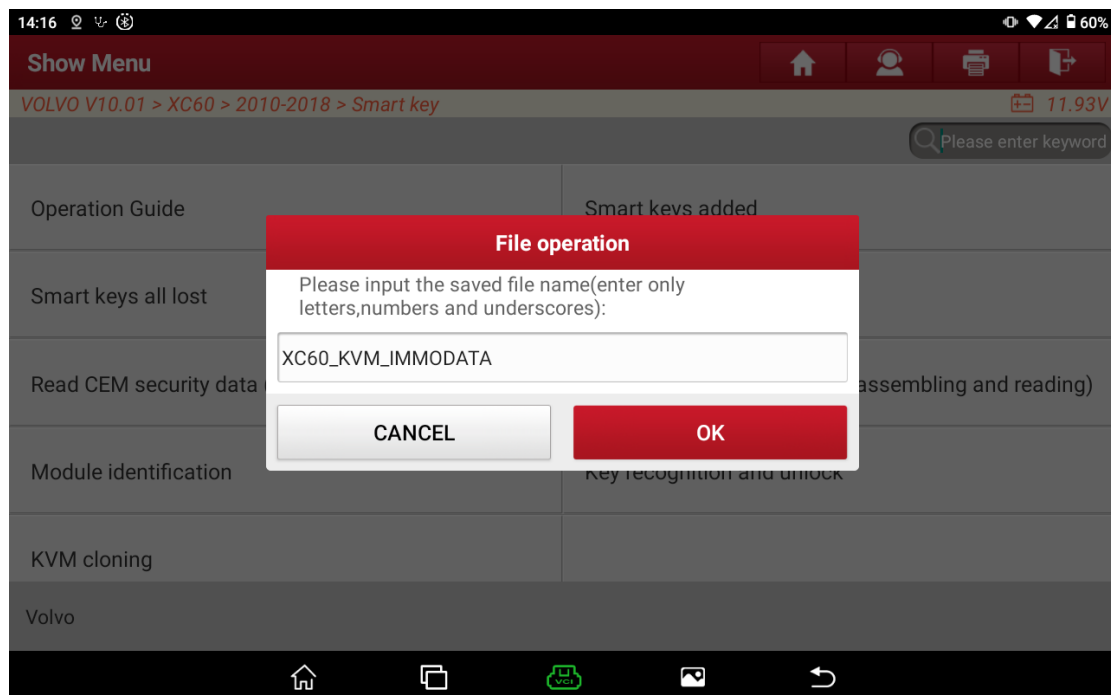 14:16
60%
Show Menu
VOLVO V10.01 > XC60 > 2010-2018 > Smart key
11.93V
Please enter keyword
Operation Guide
Smart keys added
File operation
Please input the saved file name(enter only
letters,numbers and underscores):
Smart keys all lost
XC60_KVM_IMMODATA
Read CEM security data
assembling and reading)
CANCEL
OK
Module identification
Key recognition and unlock
KVM cloning
Volvo
VCI